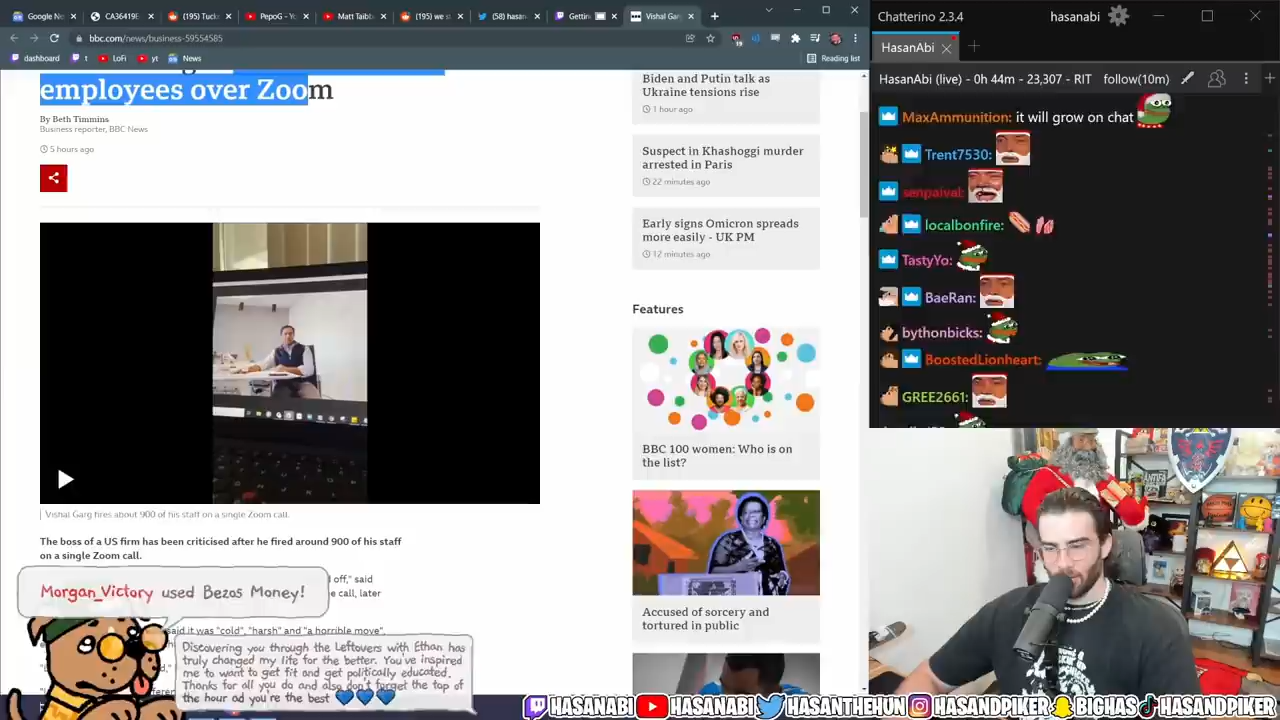 Google Ne
CA36419
(195) Tuck
PepoG - Yo
Matt Taibb
(195) we s
(58) hasan
Gettin
Vishal Gar
bbc.com/news/business-59554585
Reading list
dashboard
t
LoFi
yt
News
employees over Zoom
By Beth Timmins
Business reporter, BBC News
5 hours ago
Vishal Garg fires about 900 of his staff on a single Zoom call.
The boss of a US firm has been criticised after he fired around 900 of his staff
on a single Zoom call.
off," said
e call, later
said it was "cold", "harsh" and "a horrible move",
Biden and Putin talk as
Ukraine tensions rise
1 hour ago
Suspect in Khashoggi murder
arrested in Paris
22 minutes ago
Early signs Omicron spreads
more easily - UK PM
12 minutes ago
Features
BBC 100 women: Who is on
the list?
Accused of sorcery and
tortured in public
Morgan_Victory used Bezos Money!
Discovering you through the Leftovers with Ethan has
truly changed my life for the better. You've inspired
me to want to get fit and get politically educated.
Thanks for all you do and also don't forget the top of
the hour ad you're the best
Chatterino 2.3.4
hasanabi
HasanAbi
HasanAbi (live) - 0h 44m - 23,307 - RIT
follow(10m)
MaxAmmunition: it will grow on chat
Trent7530:
senpaival:
localbonfire:
TastyYo:
BaeRan:
bythonbicks:
BoostedLionheart:
GREE2661:
HASANABI
HASANABI
HASANTHEHUN
HASANDPIKER
BIGHAS
HASANDPIKER